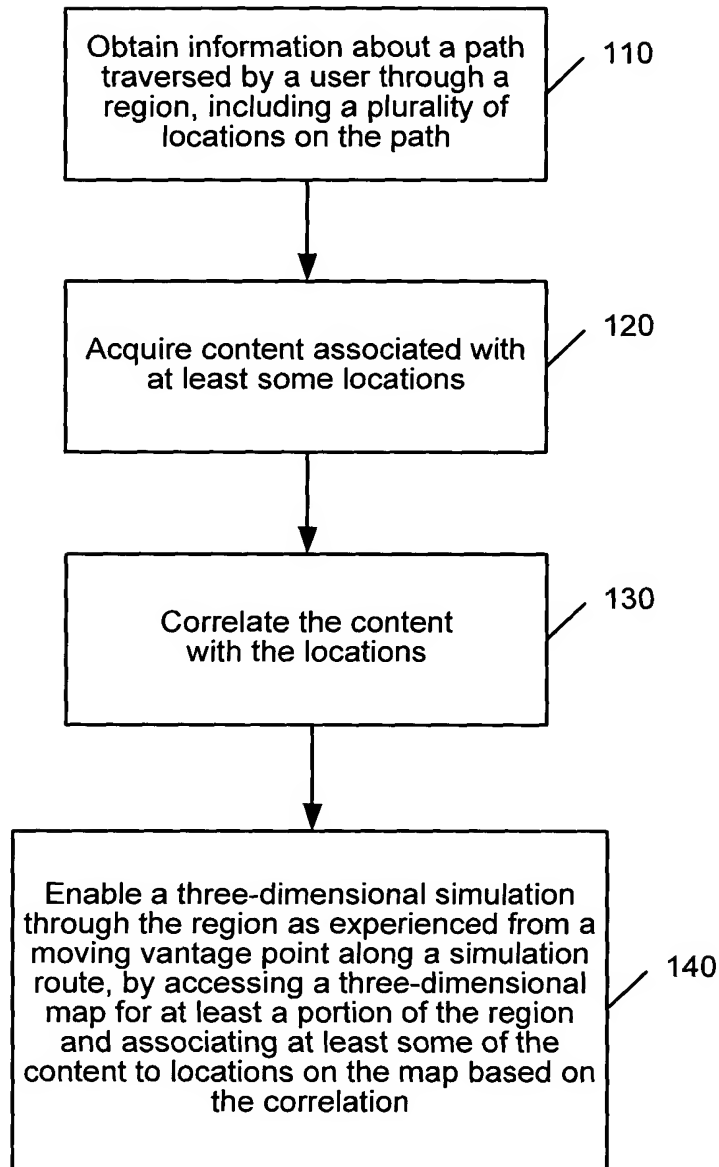 Obtain information about a path
traversed by a user through a
region, including a plurality of
locations on the path
110
Acquire content associated with
at least some locations
120
Correlate the content
with the locations
130
Enable a three-dimensional simulation
through the region as experienced from a
moving vantage point along a simulation
route, by accessing a three-dimensional
map for at least a portion of the region
and associating at least some of the
content to locations on the map based on
the correlation
140